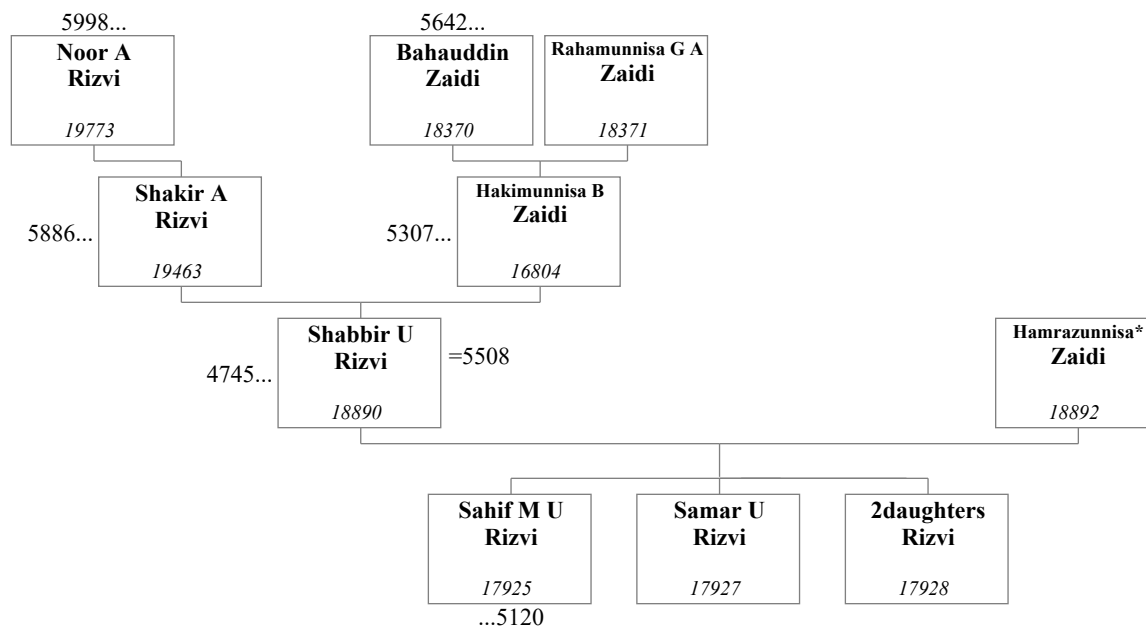 5998...
Noor A
Rizvi
19773
5642...
Bahauddin
Zaidi
18370
Rahamunnisa G A
Zaidi
18371
5886...
Shakir A
Rizvi
19463
5307...
Hakimunnisa B
Zaidi
16804
4745...
Shabbir U
Rizvi
18890
=5508
Hamrazunnisa*
Zaidi
18892
Sahif M U
Rizvi
17925
...5120
Samar U
Rizvi
17927
2daughters
Rizvi
17928